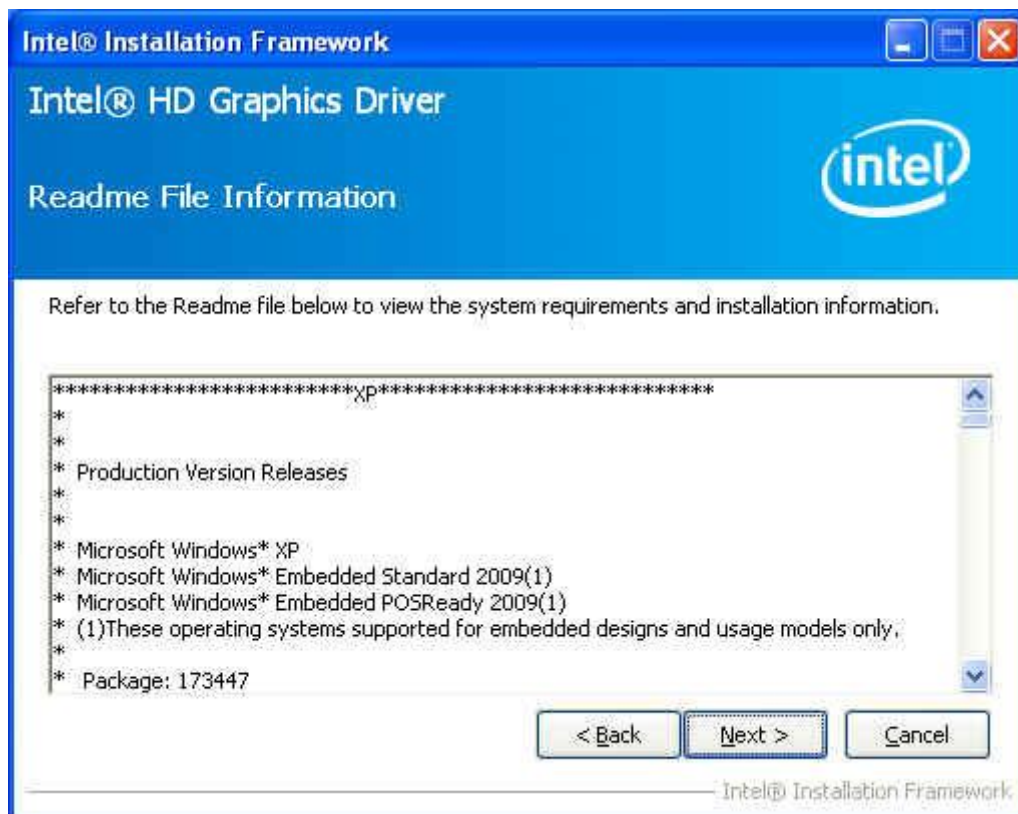 Intel® Installation Framework
Intel® HD Graphics Driver
intel
Readme File Information
Refer to the Readme file below to view the system requirements and installation information.
*************************XP****************************
*
*
* Production Version Releases
*
*
* Microsoft Windows* XP
* Microsoft Windows* Embedded Standard 2009(1)
* Microsoft Windows* Embedded POSReady 2009(1)
* (1)These operating systems supported for embedded designs and usage models only.
*
* Package: 173447
< Back Next > Cancel
Intel® Installation Framework